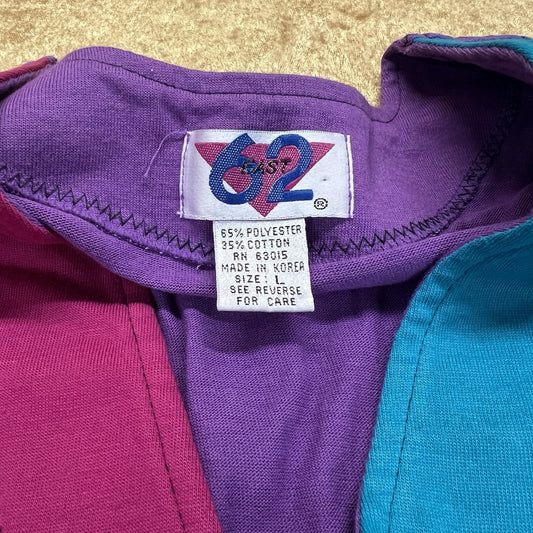 62
EAST
®
65% POLYESTER
35% COTTON
RN 63015
MADE IN KOREA
SIZE: L
SEE REVERSE
FOR CARE